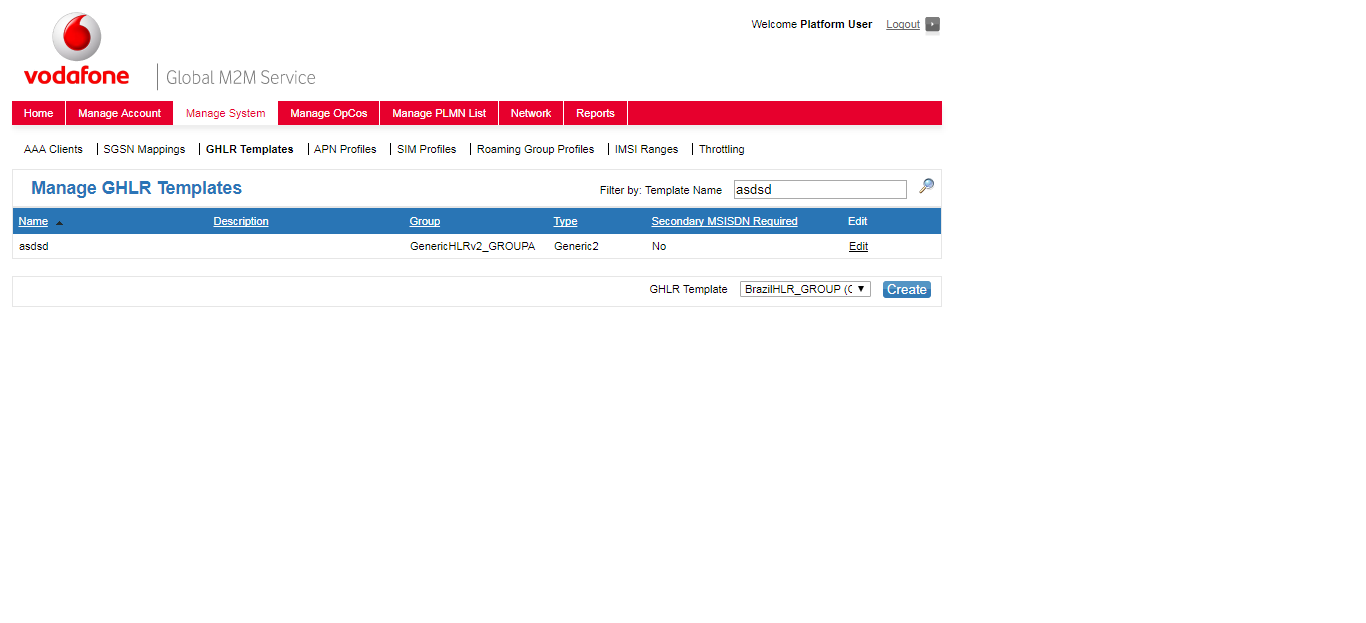 Welcome Platform User Logout
vodafone
Global M2M Service
Home Manage Account Manage System Manage OpCos Manage PLMN List Network Reports
AAA Clients SGSN Mappings GHLR Templates APN Profiles SIM Profiles Roaming Group Profiles IMSI Ranges Throttling
Manage GHLR Templates Filter by: Template Name asdsd
Name Description Group Type Secondary MSISDN Required Edit
asdsd GenericHLRv2_GROUPA Generic2 No Edit
GHLR Template BrazilHLR_GROUP (C Create